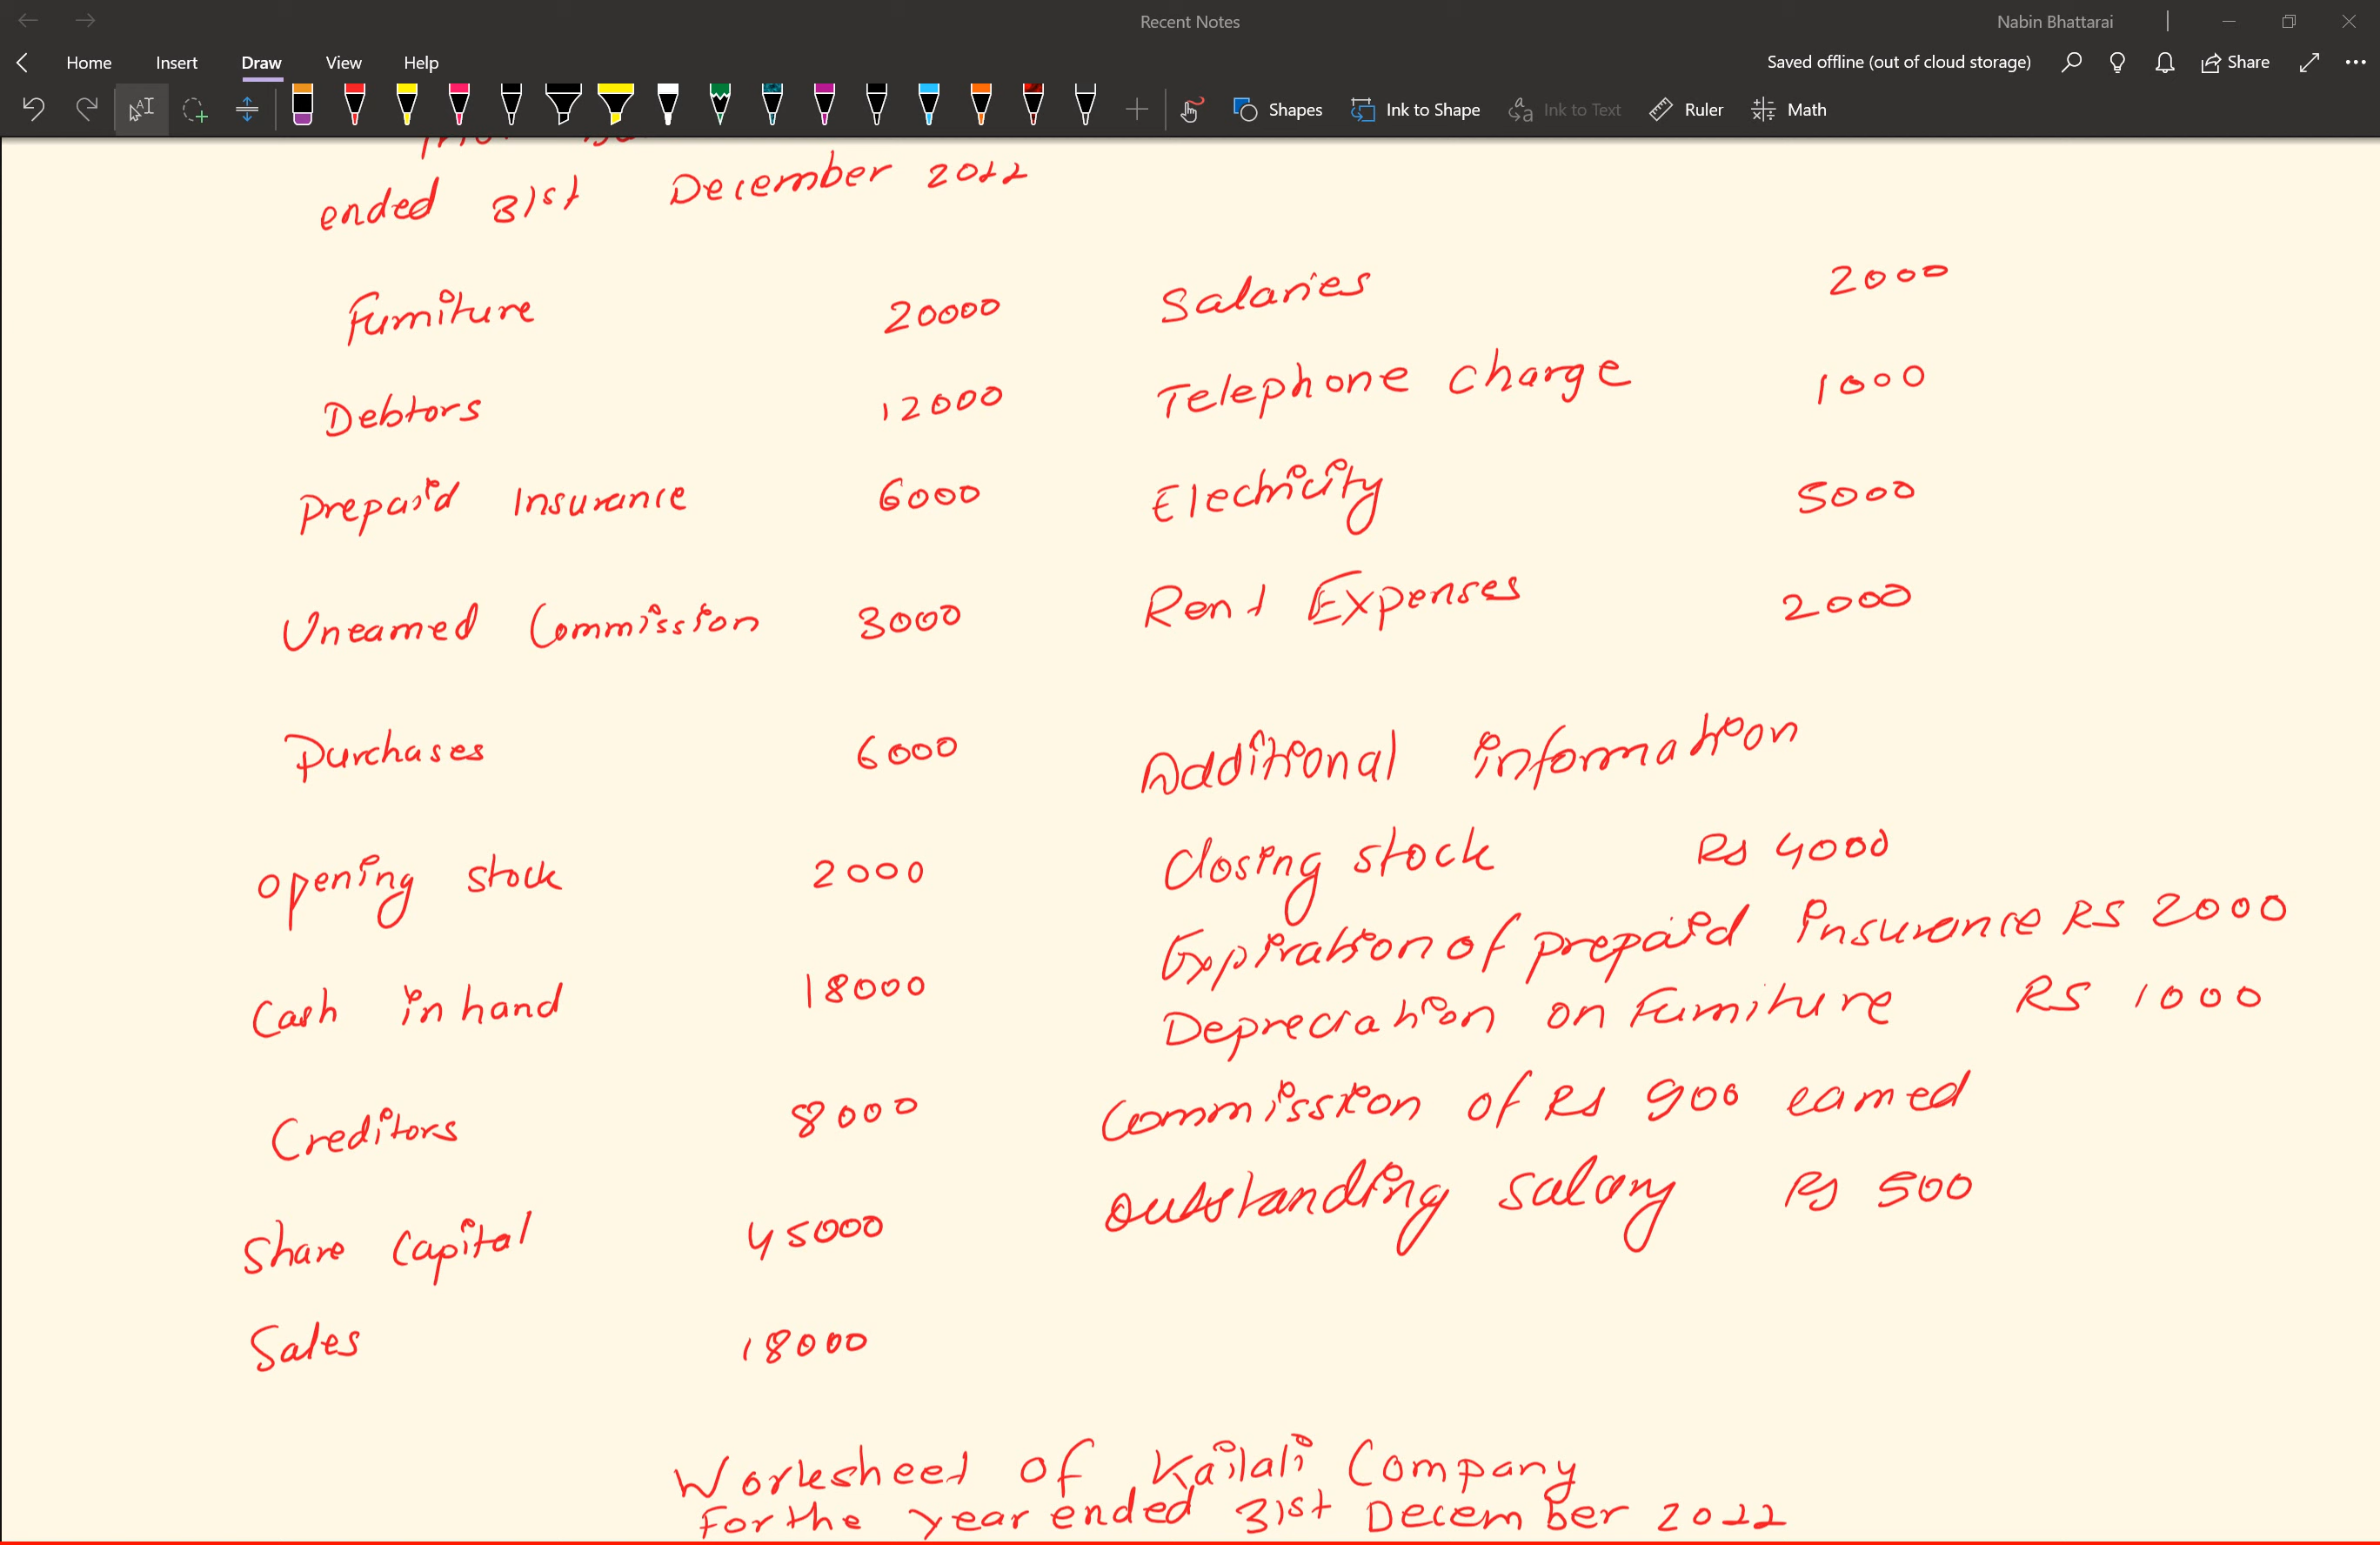 Recent Notes
Nabin Bhattarai
Home Insert Draw View Help
Saved offline (out of cloud storage)
Share
Shapes
Ink to Shape
Ink to Text
Ruler
Math
ended 31st December 2022
Furniture 20000
Debtors 12000
Prepaid Insurance 6000
Unearned Commission 3000
Purchases 6000
Opening stock 2000
Cash in hand 18000
Creditors 8000
Share Capital 45000
Sales 18000
Salaries 2000
Telephone charge 1000
Electricity 5000
Rent Expenses 2000
Additional information
Closing stock Rs 4000
Expiration of prepaid insurance RS 2000
Depreciation on Furniture RS 1000
Commission of Rs 900 earned
Outstanding salary Rs 500
Worksheet of Kailali Company
For the year ended 31st December 2022